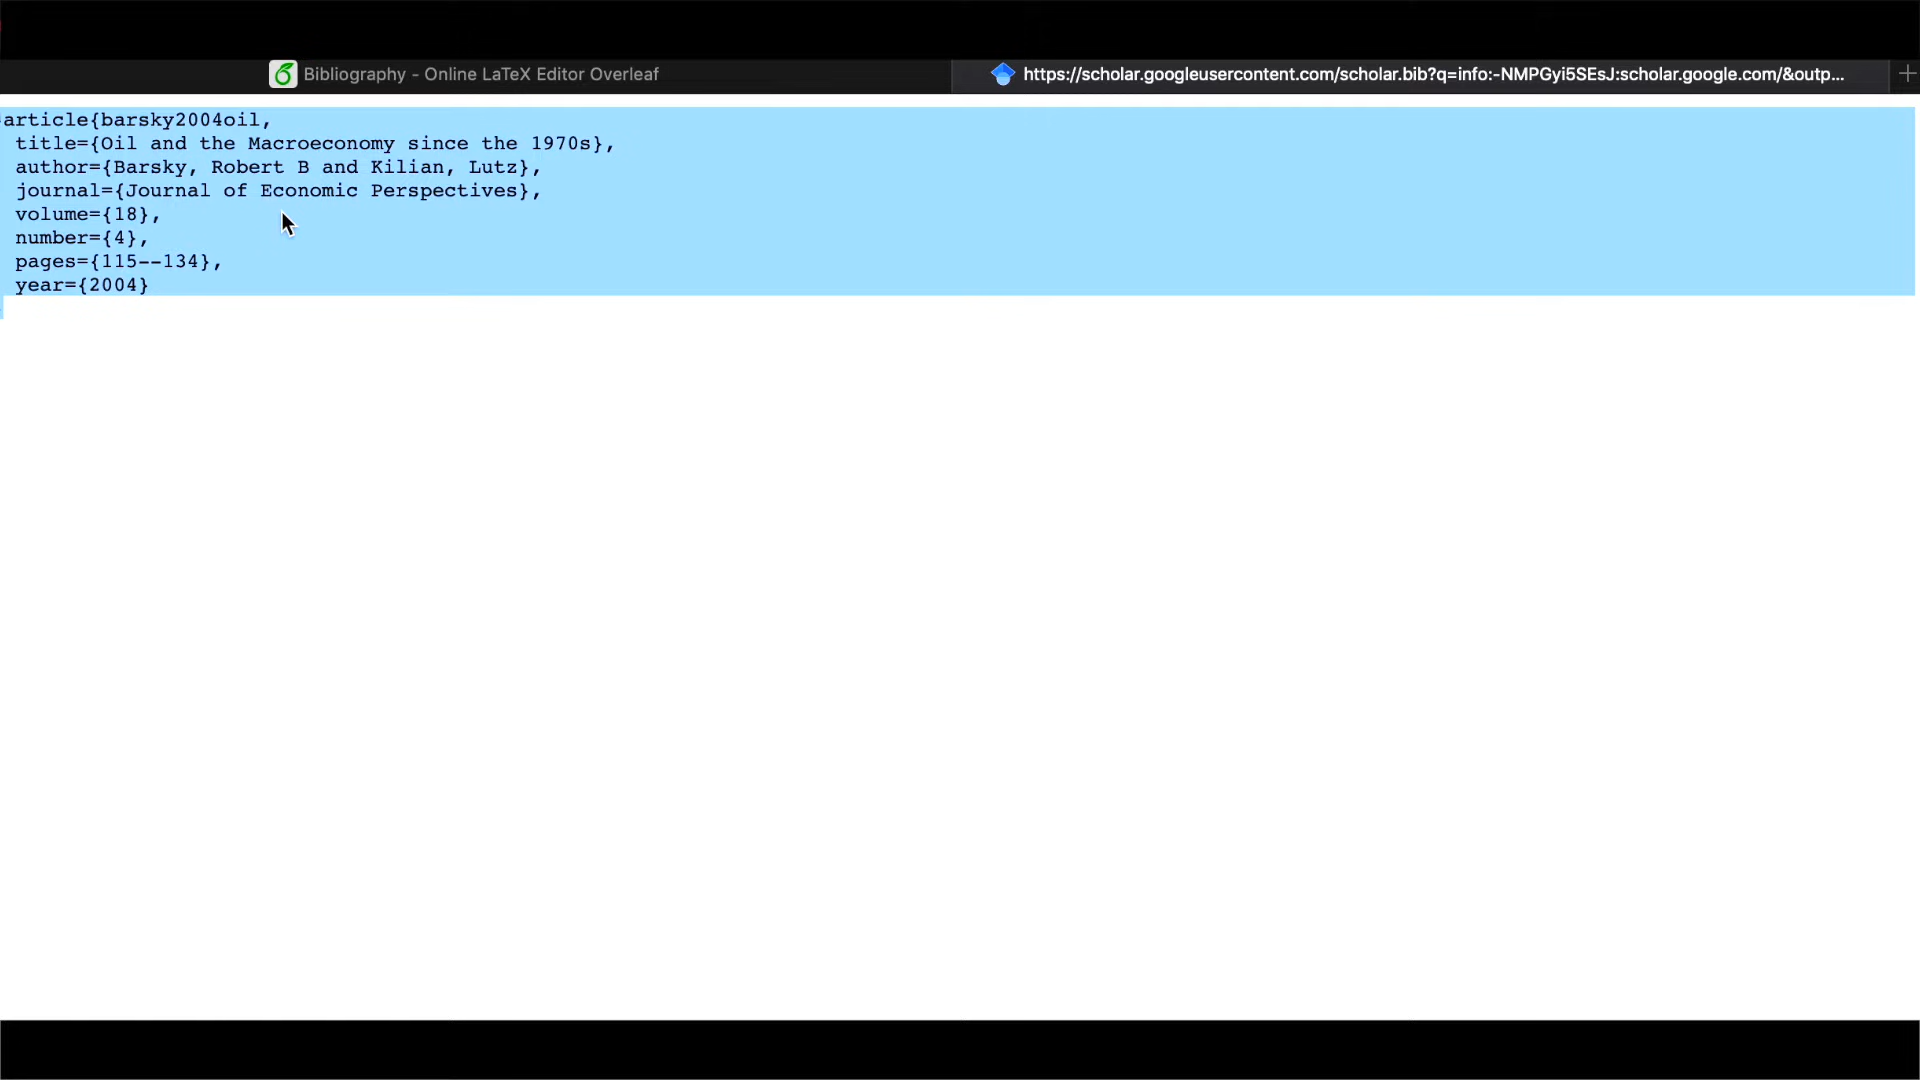 Bibliography - Online LaTeX Editor Overleaf
https://scholar.googleusercontent.com/scholar.bib?q=info:-NMPGyi5SEsJ:scholar.google.com/&outp...
article{barsky2004oil,
title={Oil and the Macroeconomy since the 1970s},
author={Barsky, Robert B and Kilian, Lutz},
journal={Journal of Economic Perspectives},
volume={18},
number={4},
pages={115--134},
year={2004}